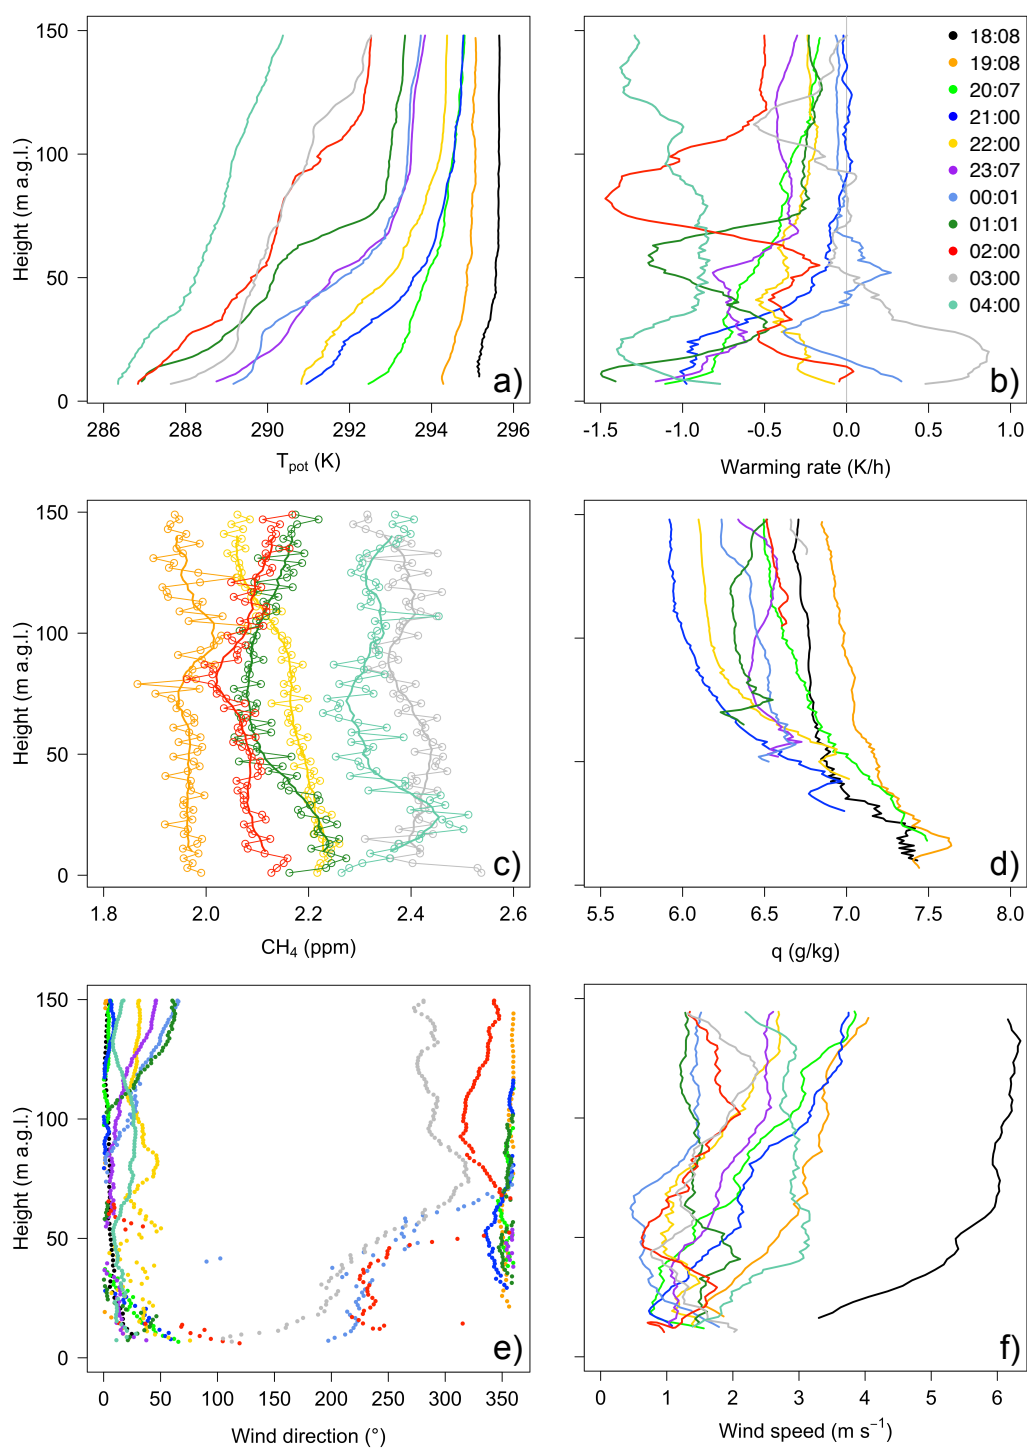 150
100
50
0
Height (m a.g.l.)
286 288 290 292 294 296
T_pot (K)
a)
18:08
19:08
20:07
21:00
22:00
23:07
00:01
01:01
02:00
03:00
04:00
-1.5 -1.0 -0.5 0.0 0.5 1.0
Warming rate (K/h)
b)
150
100
50
0
Height (m a.g.l.)
1.8 2.0 2.2 2.4 2.6
CH₄ (ppm)
c)
5.5 6.0 6.5 7.0 7.5 8.0
q (g/kg)
d)
150
100
50
0
Height (m a.g.l.)
0 50 100 150 200 250 300 350
Wind direction (°)
e)
0 1 2 3 4 5 6
Wind speed (m s⁻¹)
f)